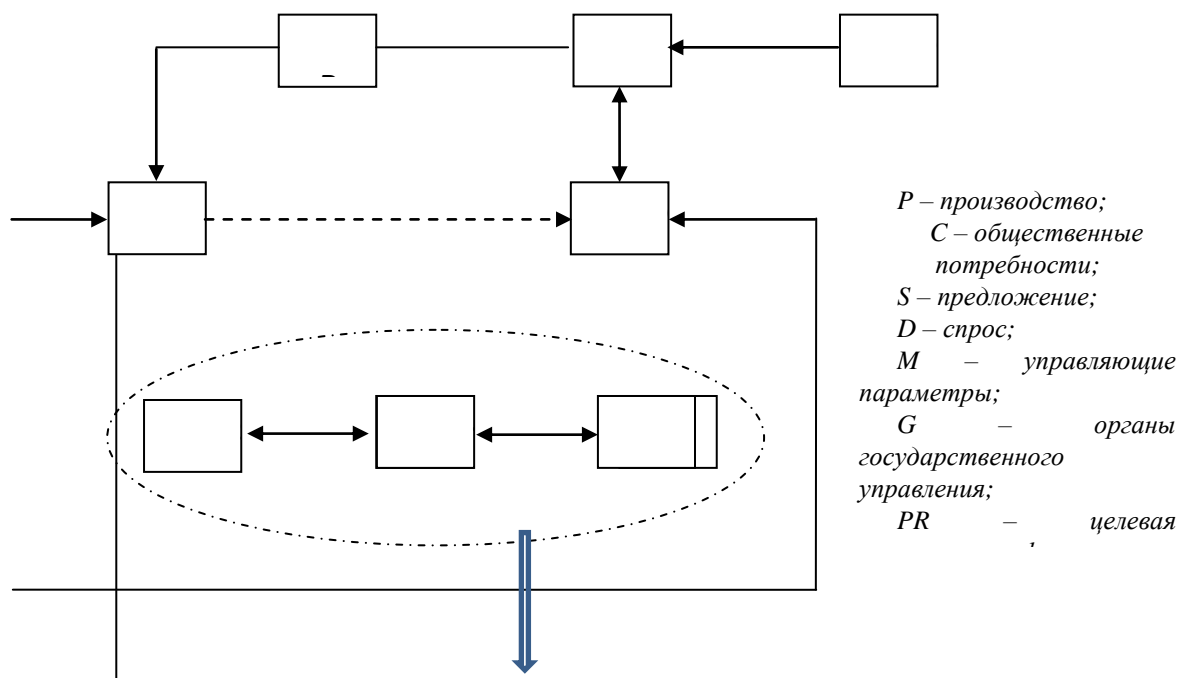 P – производство;
C – общественные
потребности;
S – предложение;
D – спрос;
M – управляющие
параметры;
G – органы
государственного
управления;
PR – целевая